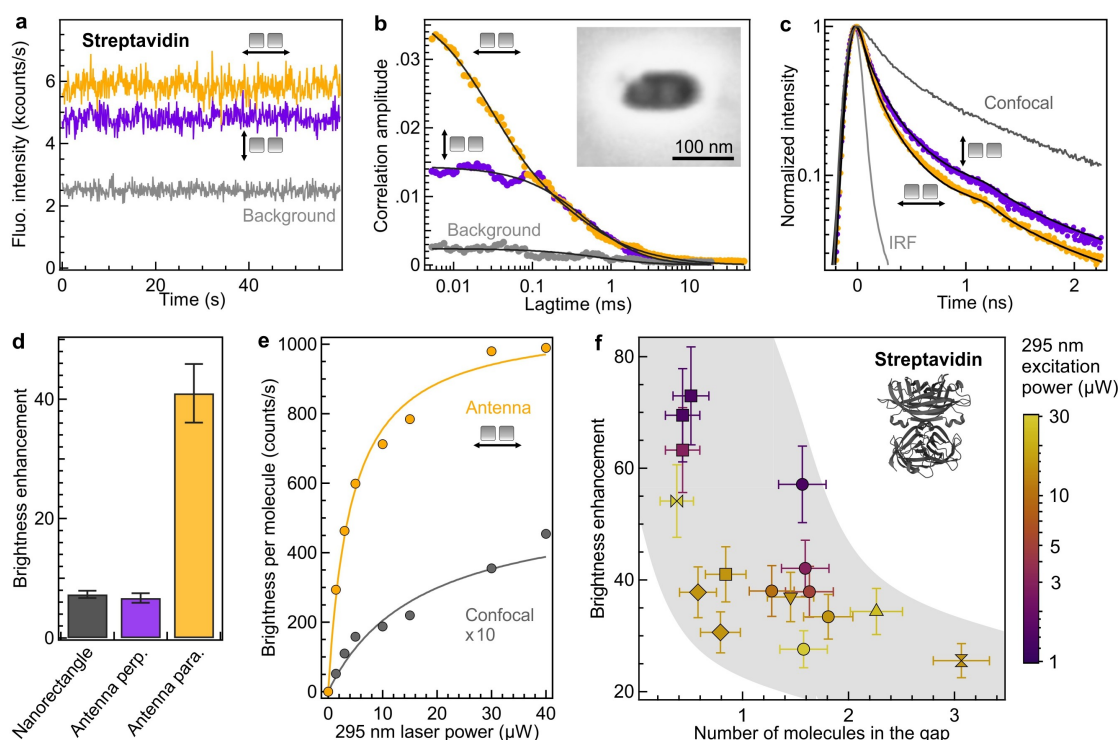 a
Streptavidin
Fluo. intensity (kcounts/s)
6
4
2
0
Background
0
20
40
Time (s)
b
Correlation amplitude
.03
.02
.01
0
Background
100 nm
0.01
0.1
1
10
Lagtime (ms)
c
Normalized intensity
1
0.1
Confocal
IRF
0
1
2
Time (ns)
d
Brightness enhancement
40
20
0
Nanorectangle
Antenna perp.
Antenna para.
e
Brightness per molecule (counts/s)
1000
800
600
400
200
0
Antenna
Confocal
x10
0
10
20
30
40
295 nm laser power (µW)
f
Brightness enhancement
80
60
40
20
Streptavidin
1
2
3
Number of molecules in the gap
295 nm
excitation
power (µW)
30
10
5
3
1